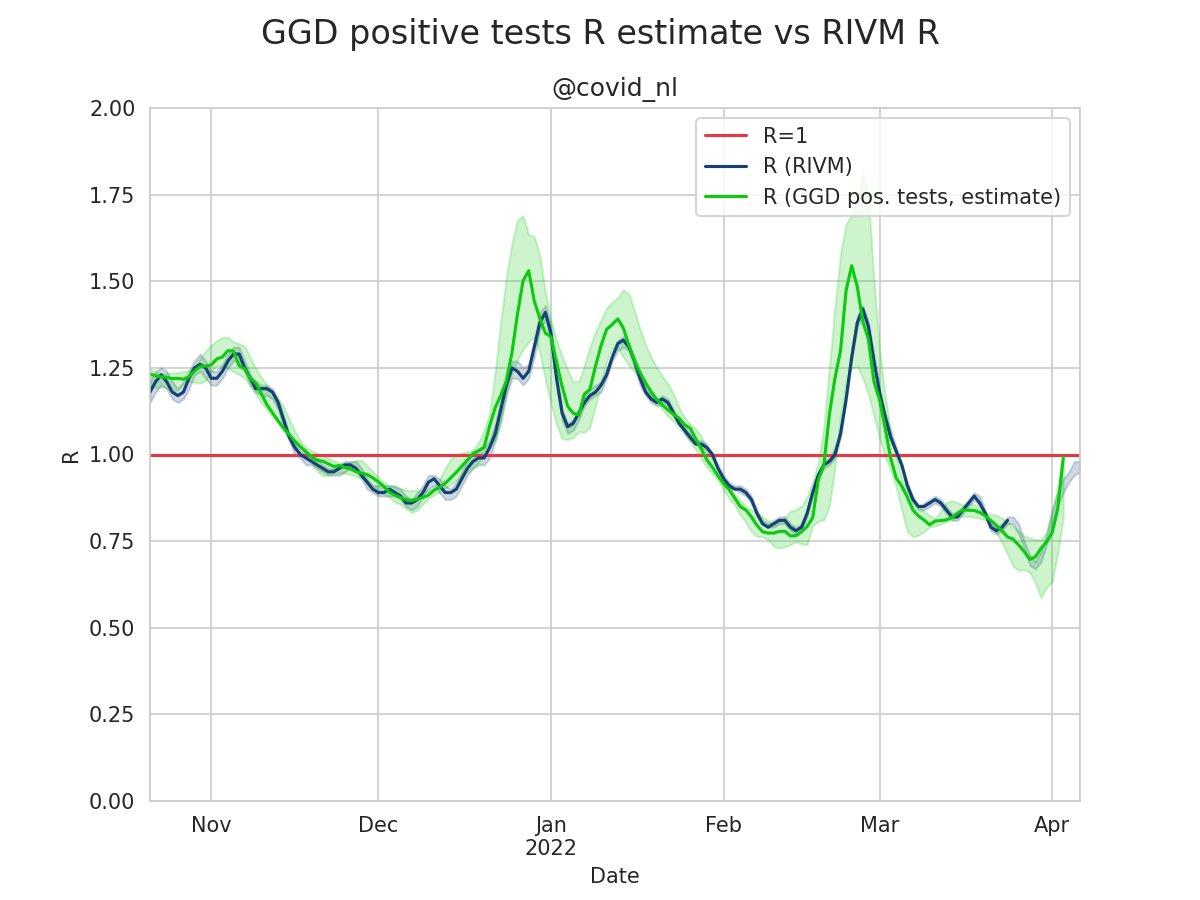 GGD positive tests R estimate vs RIVM R
@covid_nl
R=1
R (RIVM)
R (GGD pos. tests, estimate)
2.00
1.75
1.50
1.25
1.00
0.75
0.50
0.25
0.00
R
Nov
Dec
Jan
2022
Feb
Mar
Apr
Date